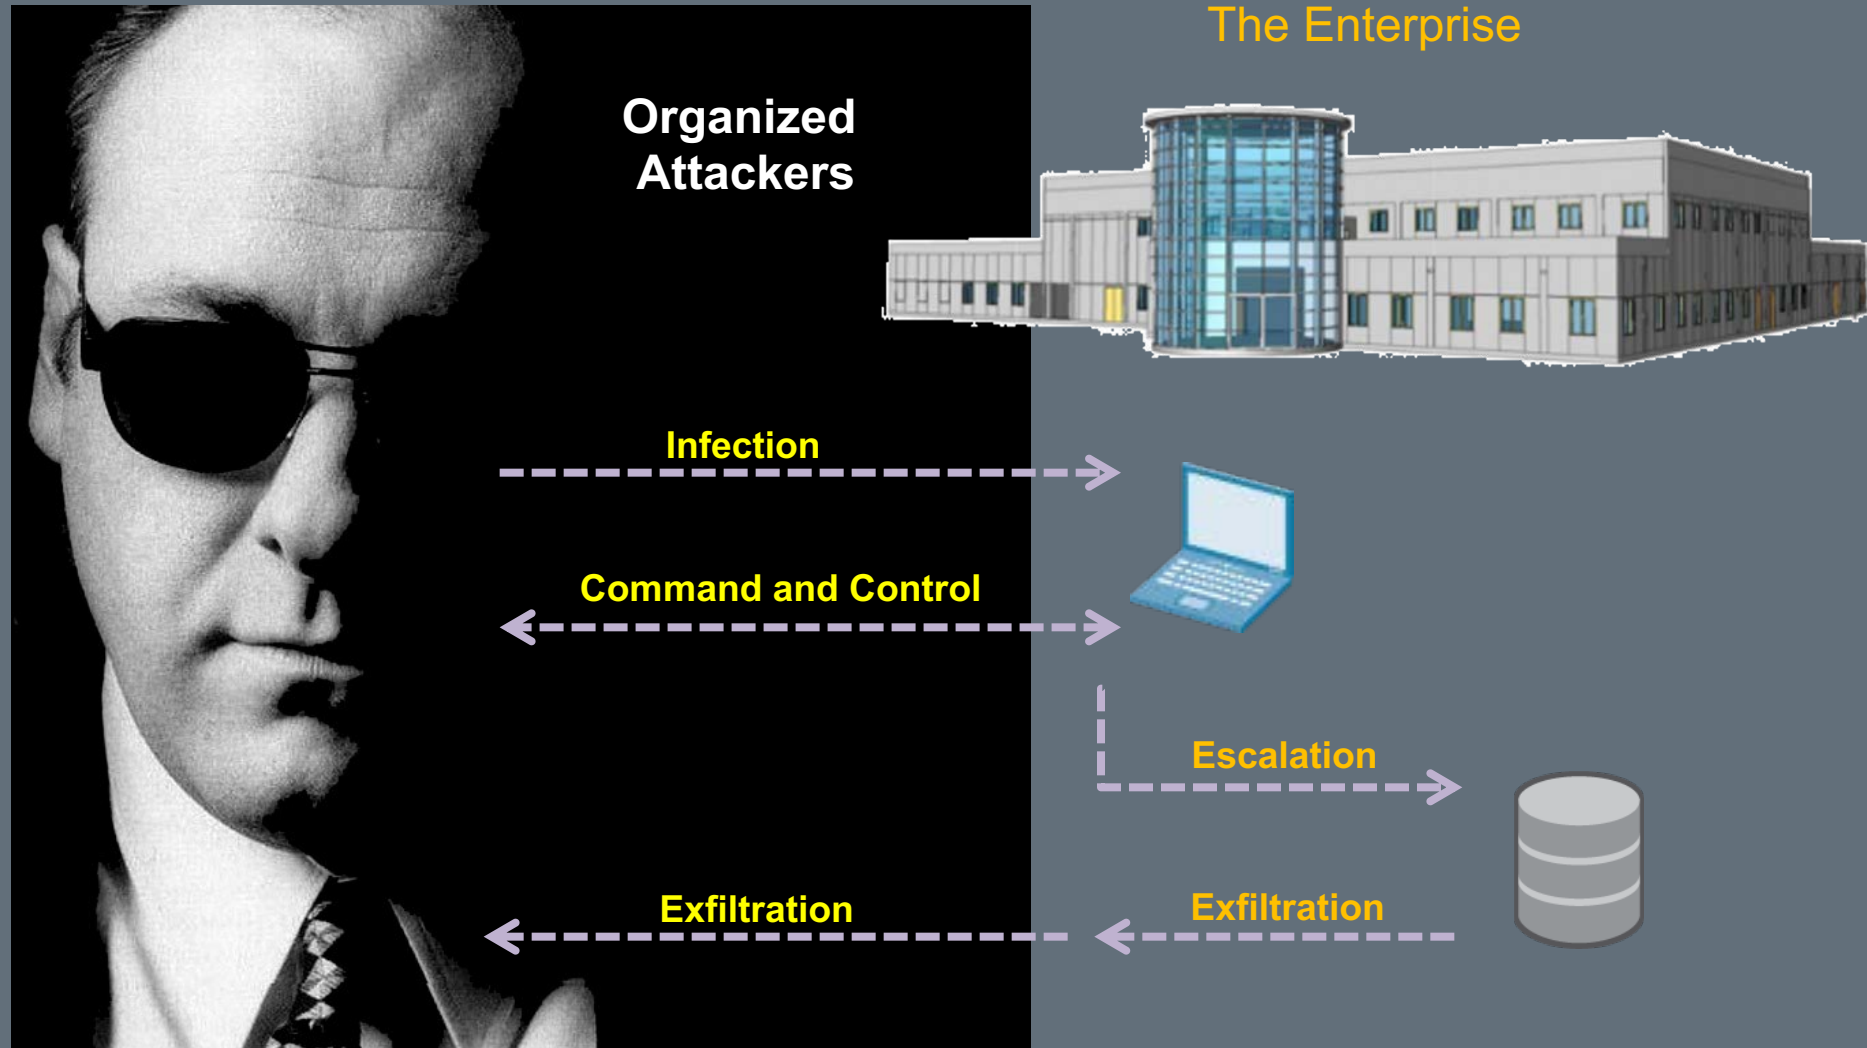 The Enterprise
Organized
Attackers
Infection
Command and Control
Escalation
Exfiltration
Exfiltration